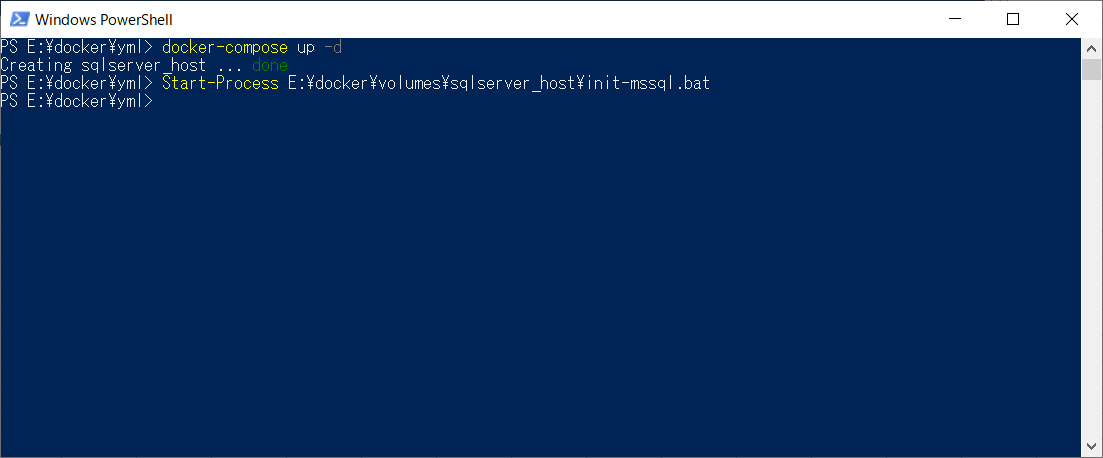 Windows PowerShell
PS E:¥docker¥yml> docker-compose up -d
Creating sqlserver_host ... done
PS E:¥docker¥yml> Start-Process E:¥docker¥volumes¥sqlserver_host¥init-mssql.bat
PS E:¥docker¥yml>